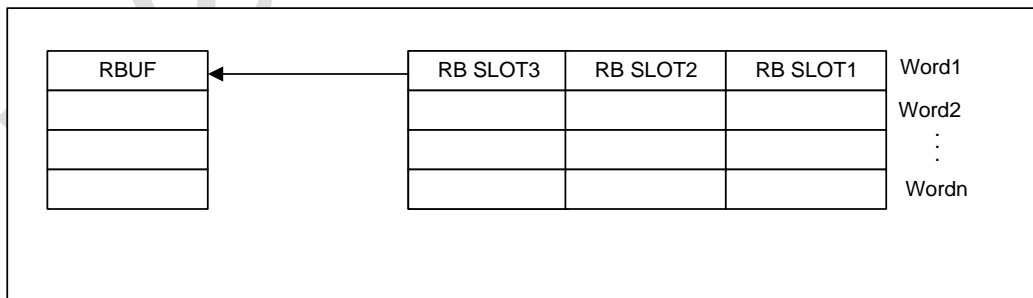 RBUF RB SLOT3 RB SLOT2 RB SLOT1 Word1
Word2
.
.
.
Wordn